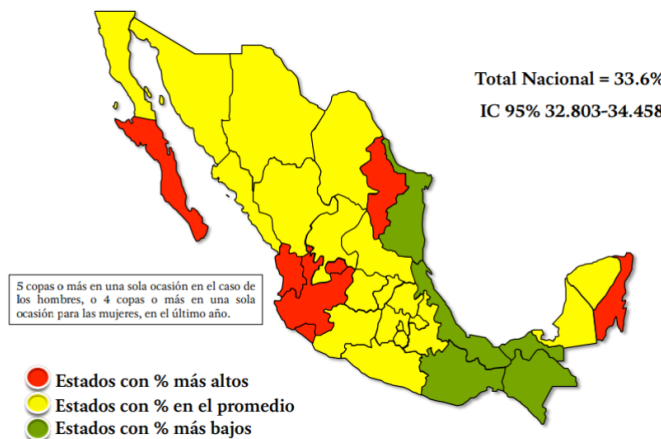 Total Nacional = 33.6%
IC 95% 32.803-34.458
5 copas o más en una sola ocasión en el caso de
los hombres, o 4 copas o más en una sola
ocasión para las mujeres, en el último año.
Estados con % más altos
Estados con % en el promedio
Estados con % más bajos